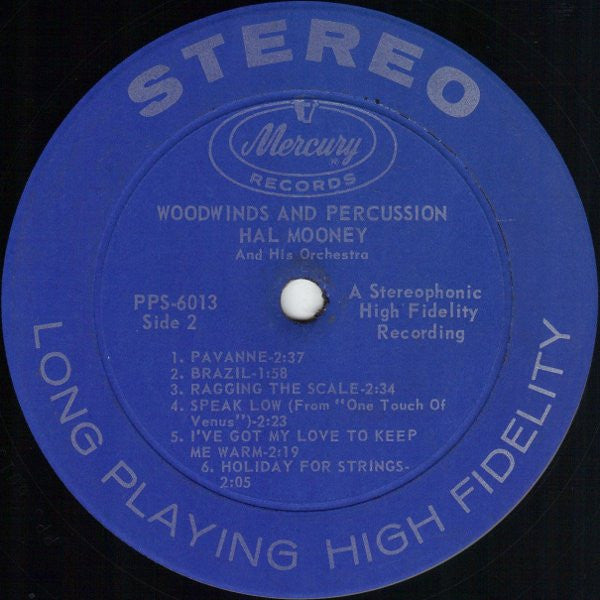 STEREO
Mercury
RECORDS
WOODWINDS AND PERCUSSION
HAL MOONEY
And His Orchestra
PPS-6013
Side 2
A Stereophonic
High Fidelity
Recording
1. PAVANNE-2:37
2. BRAZIL-1:58
3. RAGGING THE SCALE-2:34
4. SPEAK LOW (From "One Touch Of
Venus")-2:23
5. I'VE GOT MY LOVE TO KEEP
ME WARM-2:19
6. HOLIDAY FOR STRINGS-
2:05
LONG PLAYING HIGH FIDELITY